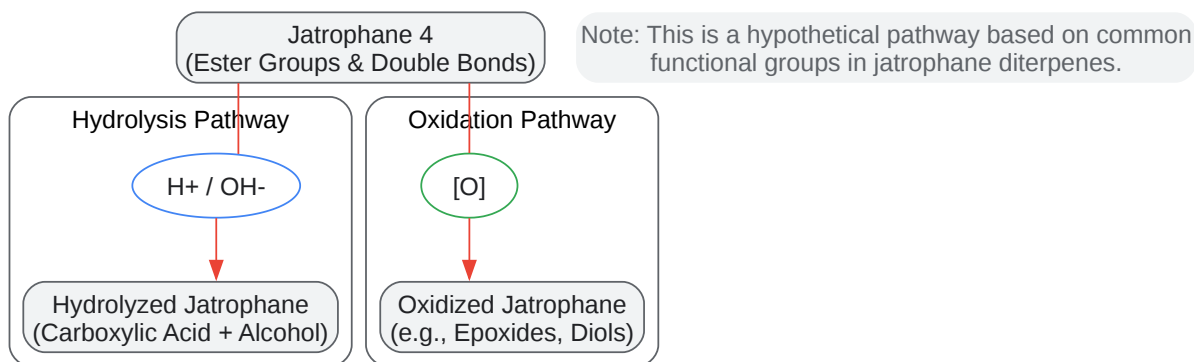 Jatrophane 4
(Ester Groups & Double Bonds)
Note: This is a hypothetical pathway based on common
functional groups in jatrophane diterpenes.
Hydrolysis Pathway
Oxidation Pathway
H+ / OH-
[O]
Hydrolyzed Jatrophane
(Carboxylic Acid + Alcohol)
Oxidized Jatrophane
(e.g., Epoxides, Diols)